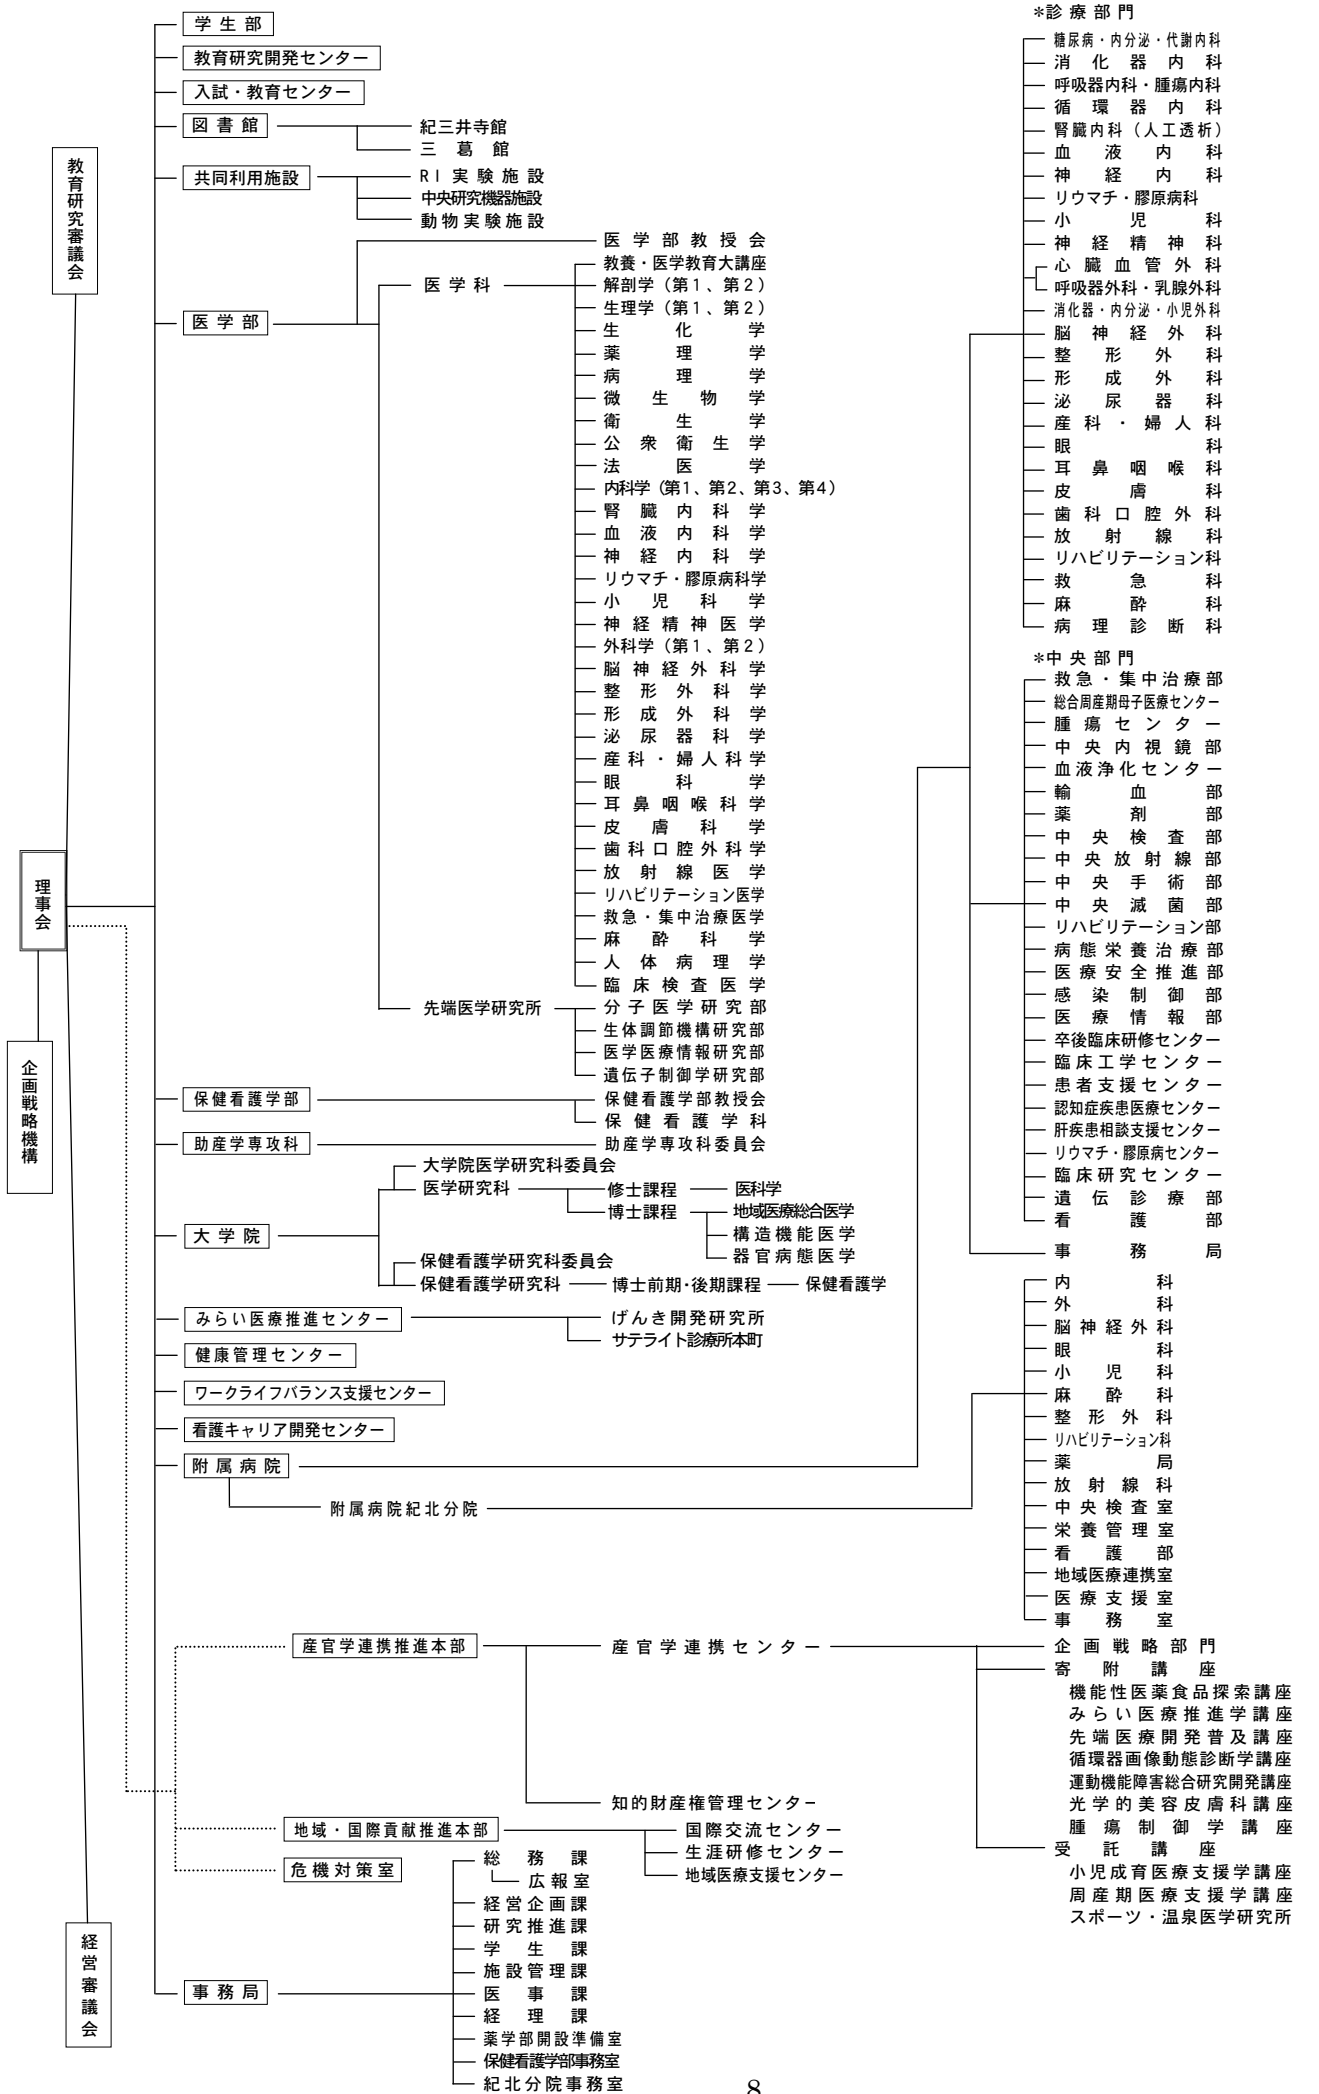 教育研究審議会
理事会
企画戦略機構
経営審議会
学生部
教育研究開発センター
入試・教育センター
図書館
紀三井寺館
三葛館
共同利用施設
RI実験施設
中央研究機器施設
動物実験施設
医学部
医学部教授会
医学科
教養・医学教育大講座
解剖学（第1、第2）
生理学（第1、第2）
生化学
薬理学
病理学
微生物学
衛生学
公衆衛生学
法医学
内科学（第1、第2、第3、第4）
腎臓内科学
血液内科学
神経内科学
リウマチ・膠原病科学
小児科学
神経精神医学
外科学（第1、第2）
脳神経外科学
整形外科学
形成外科学
泌尿器科学
産科・婦人科学
眼科学
耳鼻咽喉科学
皮膚科学
歯科口腔外科学
放射線医学
リハビリテーション医学
救急・集中治療医学
麻酔科学
人体病理学
臨床検査医学
先端医学研究所
分子医学研究部
生体調節機構研究部
医学医療情報研究部
遺伝子制御学研究部
保健看護学部
保健看護学部教授会
保健看護学科
助産学専攻科
助産学専攻科委員会
大学院
大学院医学研究科委員会
医学研究科
修士課程
医科学
博士課程
地域医療総合医学
構造機能医学
器官病態医学
保健看護学研究科委員会
保健看護学研究科
博士前期・後期課程
保健看護学
みらい医療推進センター
げんき開発研究所
サテライト診療所本町
健康管理センター
ワークライフバランス支援センター
看護キャリア開発センター
附属病院
附属病院紀北分院
*診療部門
糖尿病・内分泌・代謝内科
消化器内科
呼吸器内科・腫瘍内科
循環器内科
腎臓内科（人工透析）
血液内科
神経内科
リウマチ・膠原病科
小児科
神経精神科
心臓血管外科
呼吸器外科・乳腺外科
消化器・内分泌・小児外科
脳神経外科
整形外科
形成外科
泌尿器科
産科・婦人科
眼科
耳鼻咽喉科
皮膚科
歯科口腔外科
放射線科
リハビリテーション科
救急科
麻酔科
病理診断科
*中央部門
救急・集中治療部
総合周産期母子医療センター
腫瘍センター
中央内視鏡部
血液浄化センター
輸血部
薬剤部
中央検査部
中央放射線部
中央手術部
中央滅菌部
リハビリテーション部
病態栄養治療部
医療安全推進部
感染制御部
医療情報部
卒後臨床研修センター
臨床工学センター
患者支援センター
認知症疾患医療センター
肝疾患相談支援センター
リウマチ・膠原病センター
臨床研究センター
遺伝診療部
看護部
事務局
内科
外科
脳神経外科
眼科
小児科
麻酔科
整形外科
リハビリテーション科
薬局
放射線科
中央検査室
栄養管理室
看護部
地域医療連携室
医療支援室
事務室
産官学連携推進本部
産官学連携センター
企画戦略部門
寄附講座
機能性医薬食品探索講座
みらい医療推進学講座
先端医療開発普及講座
循環器画像動態診断学講座
運動機能障害総合研究開発講座
光学的美容皮膚科講座
腫瘍制御学講座
受託講座
小児成育医療支援学講座
周産期医療支援学講座
スポーツ・温泉医学研究所
知的財産権管理センター
地域・国際貢献推進本部
国際交流センター
生涯研修センター
地域医療支援センター
危機対策室
事務局
総務課
広報室
経営企画課
研究推進課
学生課
施設管理課
医事課
経理課
薬学部開設準備室
保健看護学部事務室
紀北分院事務室
8